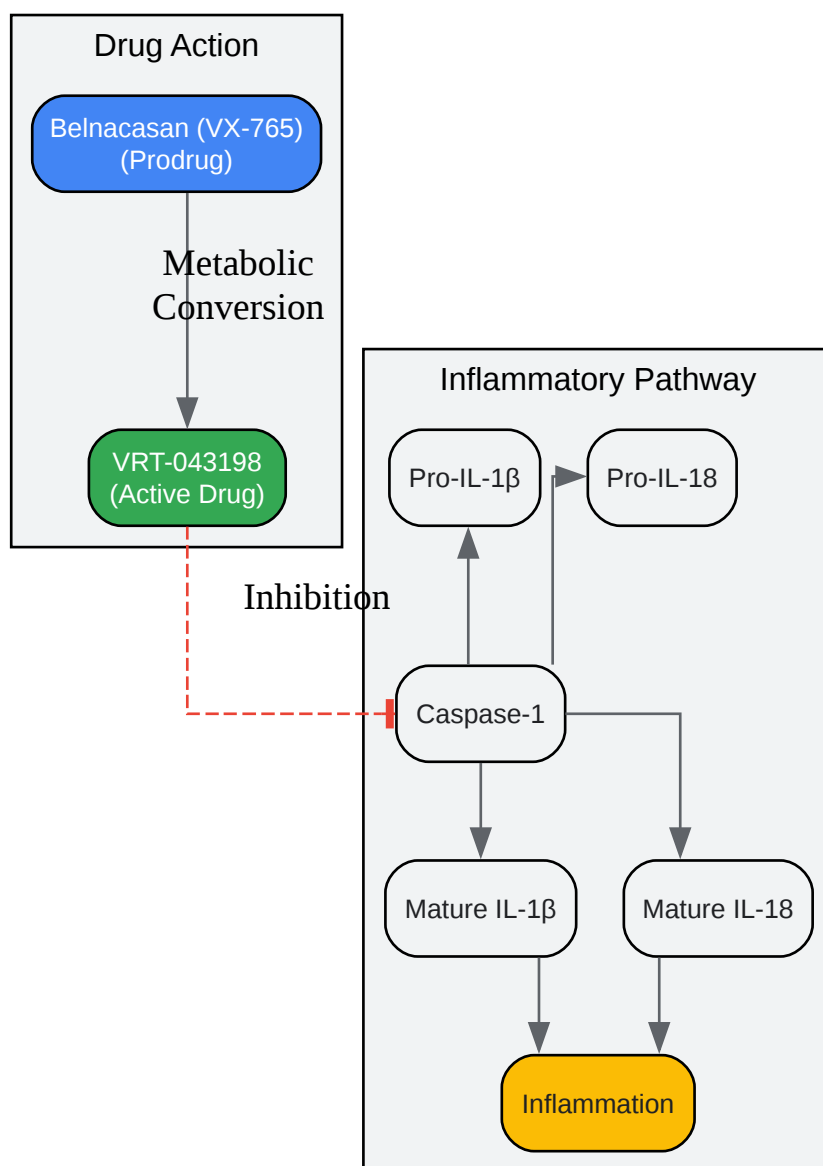 Drug Action
Belnacasan (VX-765)
(Prodrug)
Metabolic
Conversion
VRT-043198
(Active Drug)
Inhibition
Inflammatory Pathway
Pro-IL-1β
Pro-IL-18
Caspase-1
Mature IL-1β
Mature IL-18
Inflammation